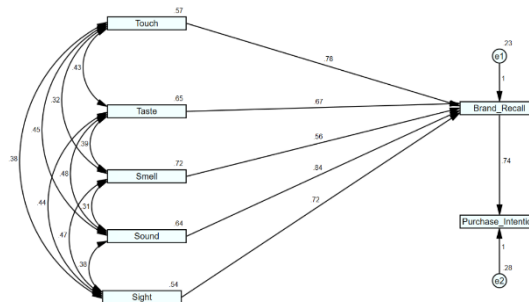 .57
Touch
23
e1
.78
.43
1
.32
.65
.67
Brand_Recall
Taste
.45
.39
.56
.38
.72
.48
Smell
.84
.74
.44
.31
.72
.64
.47
Sound
Purchase_Intentio
.38
1
.54
28
Sight
e2